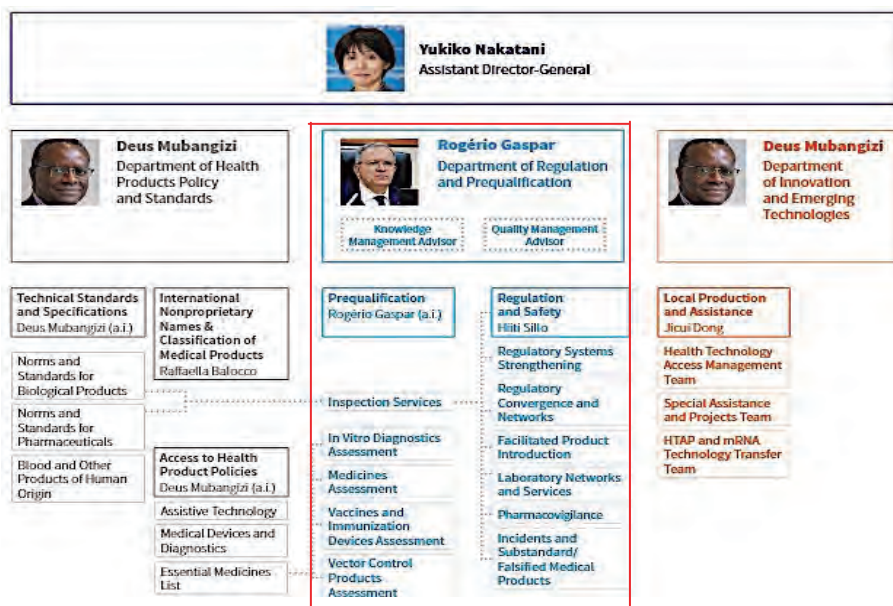 Yukiko Nakatani
Assistant Director-General
Deus Mubangizi
Department of Health
Products Policy
and Standards
Rogério Gaspar
Department of Regulation
and Prequalification
Knowledge
Management Advisor
Quality Management
Advisor
Deus Mubangizi
Department
of Innovation
and Emerging
Technologies
Technical Standards
and Specifications
Deus Mubangizi (a.i.)
Norms and
Standards for
Biological Products
Norms and
Standards for
Pharmaceuticals
Blood and Other
Products of Human
Origin
International
Nonproprietary
Names &
Classification of
Medical Products
Raffaella Balocco
Access to Health
Product Policies
Deus Mubangizi (a.i.)
Assistive Technology
Medical Devices and
Diagnostics
Essential Medicines
List
Prequalification
Rogério Gaspar (a.i.)
Inspection Services
In Vitro Diagnostics
Assessment
Medicines
Assessment
Vaccines and
Immunization
Devices Assessment
Vector Control
Products
Assessment
Regulation
and Safety
Hiiti Sillo
Regulatory Systems
Strengthening
Regulatory
Convergence and
Networks
Facilitated Product
Introduction
Laboratory Networks
and Services
Pharmacovigilance
Incidents and
Substandard/
Falsified Medical
Products
Local Production
and Assistance
Jicui Dong
Health Technology
Access Management
Team
Special Assistance
and Projects Team
HTAP and mRNA
Technology Transfer
Team